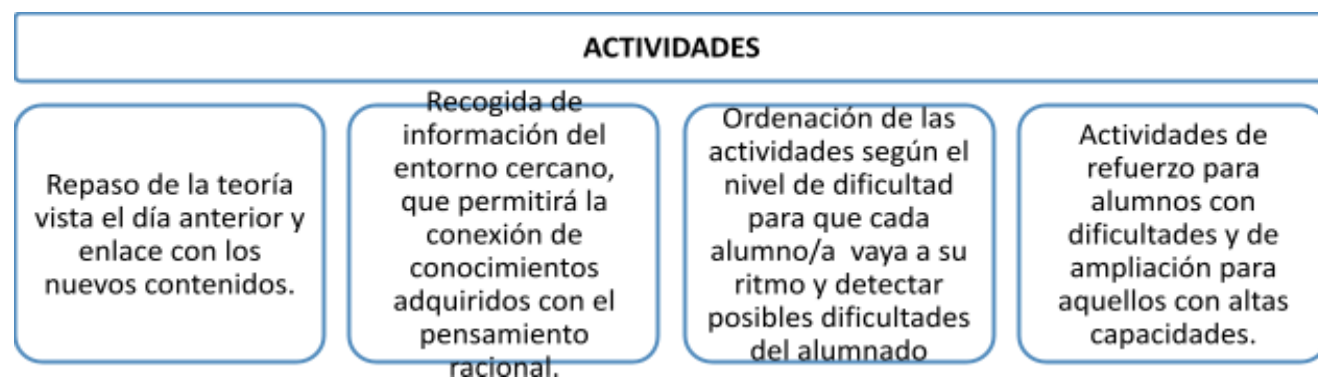 ACTIVIDADES
Repaso de la teoría
vista el día anterior y
enlace con los
nuevos contenidos.
Recogida de
información del
entorno cercano,
que permitirá la
conexión de
conocimientos
adquiridos con el
pensamiento
racional.
Ordenación de las
actividades según el
nivel de dificultad
para que cada
alumno/a vaya a su
ritmo y detectar
posibles dificultades
del alumnado
Actividades de
refuerzo para
alumnos con
dificultades y de
ampliación para
aquellos con altas
capacidades.